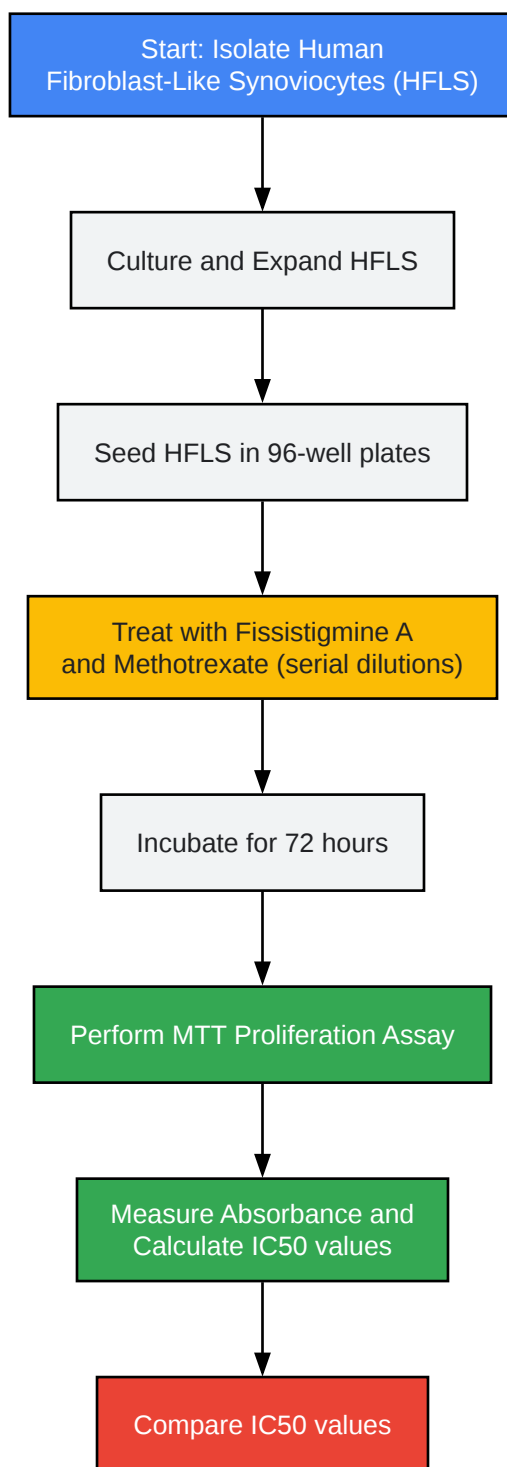 Start: Isolate Human
Fibroblast-Like Synoviocytes (HFLS)
Culture and Expand HFLS
Seed HFLS in 96-well plates
Treat with Fissistigmine A
and Methotrexate (serial dilutions)
Incubate for 72 hours
Perform MTT Proliferation Assay
Measure Absorbance and
Calculate IC50 values
Compare IC50 values